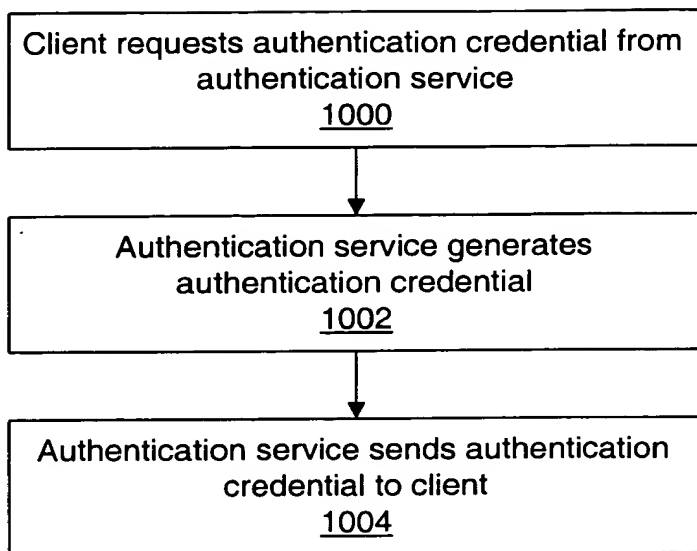 Client requests authentication credential from
authentication service
1000
Authentication service generates
authentication credential
1002
Authentication service sends authentication
credential to client
1004